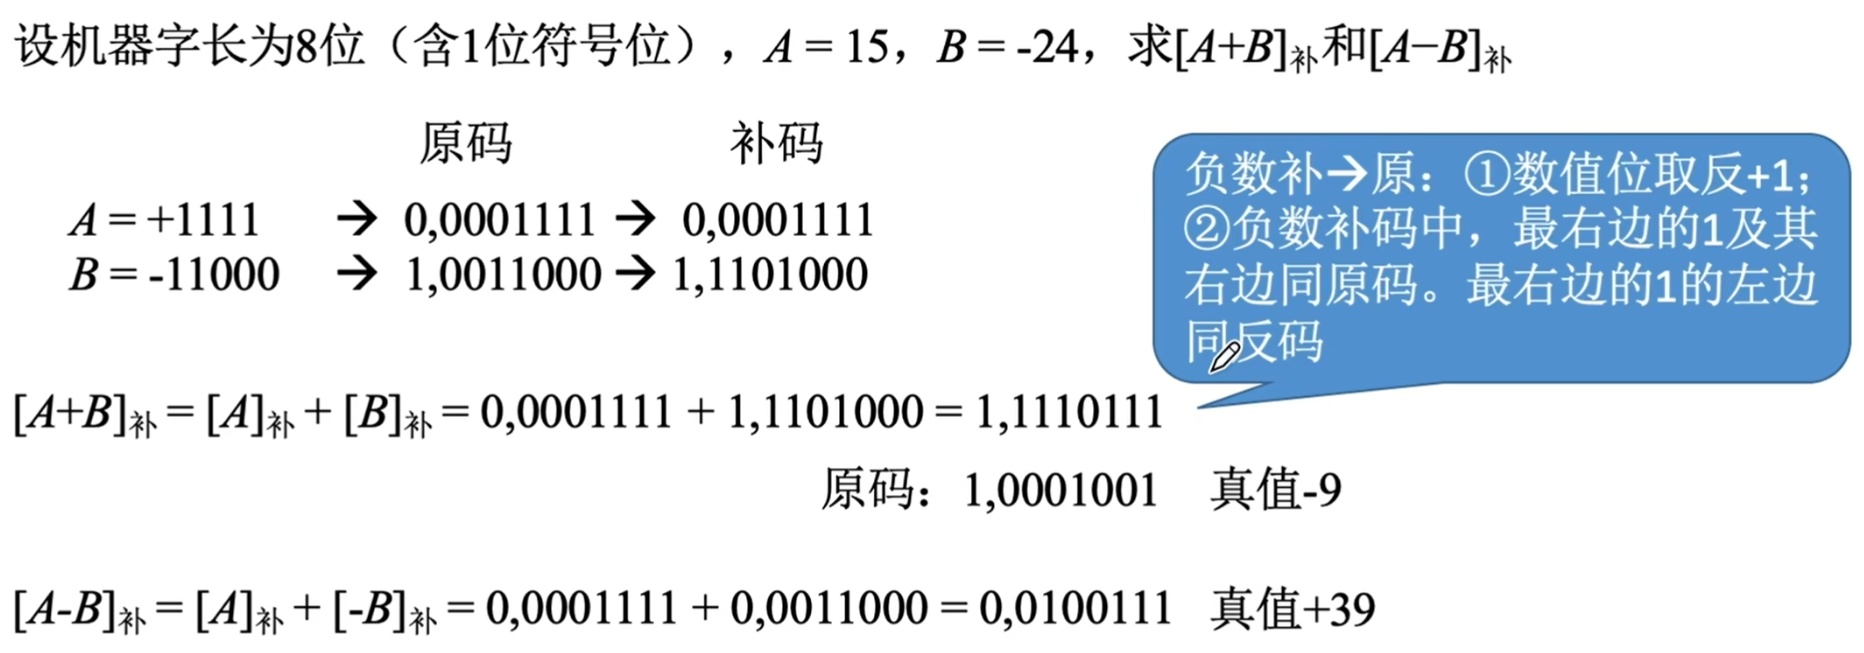 设机器字长为8位（含1位符号位），A = 15，B = -24，求[A+B]补和[A−B]补
原码 补码
A = +1111 → 0,0001111 → 0,0001111
B = -11000 → 1,0011000 → 1,1101000
负数补→原：①数值位取反+1；
②负数补码中，最右边的1及其
右边同原码。最右边的1的左边
同反码
[A+B]补 = [A]补 + [B]补 = 0,0001111 + 1,1101000 = 1,1110111
原码：1,0001001 真值-9
[A-B]补 = [A]补 + [-B]补 = 0,0001111 + 0,0011000 = 0,0100111 真值+39